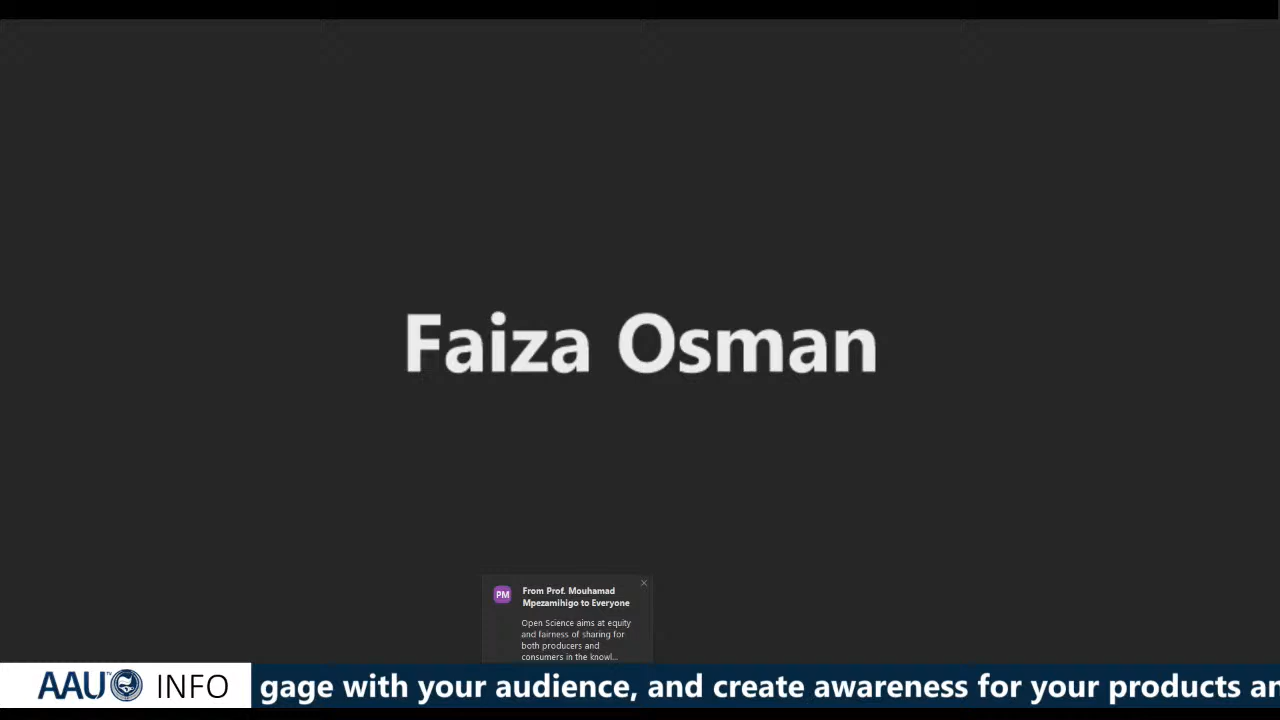 Faiza Osman
PM
From Prof. Mouhamad
Mpezamihigo to Everyone
Open Science aims at equity
and fairness of sharing for
both producers and
consumers in the knowl...
AAU INFO
gage with your audience, and create awareness for your products an